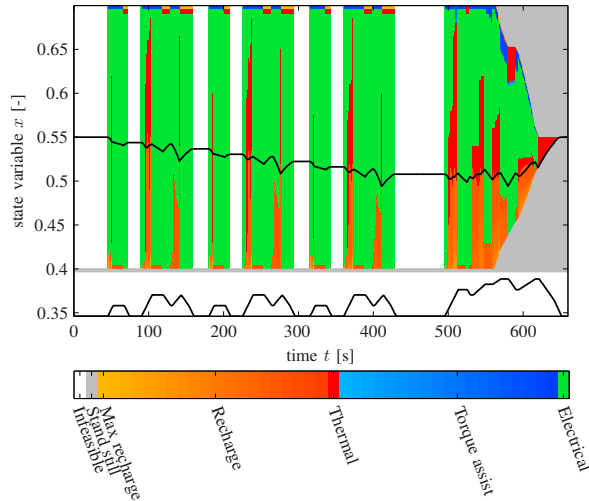 state variable x [-]
0.65
0.6
0.55
0.5
0.45
0.4
0.35
0
100
200
300
400
500
600
time t [s]
Infeasible
Stand still
Max recharge
Recharge
Thermal
Torque assist
Electrical